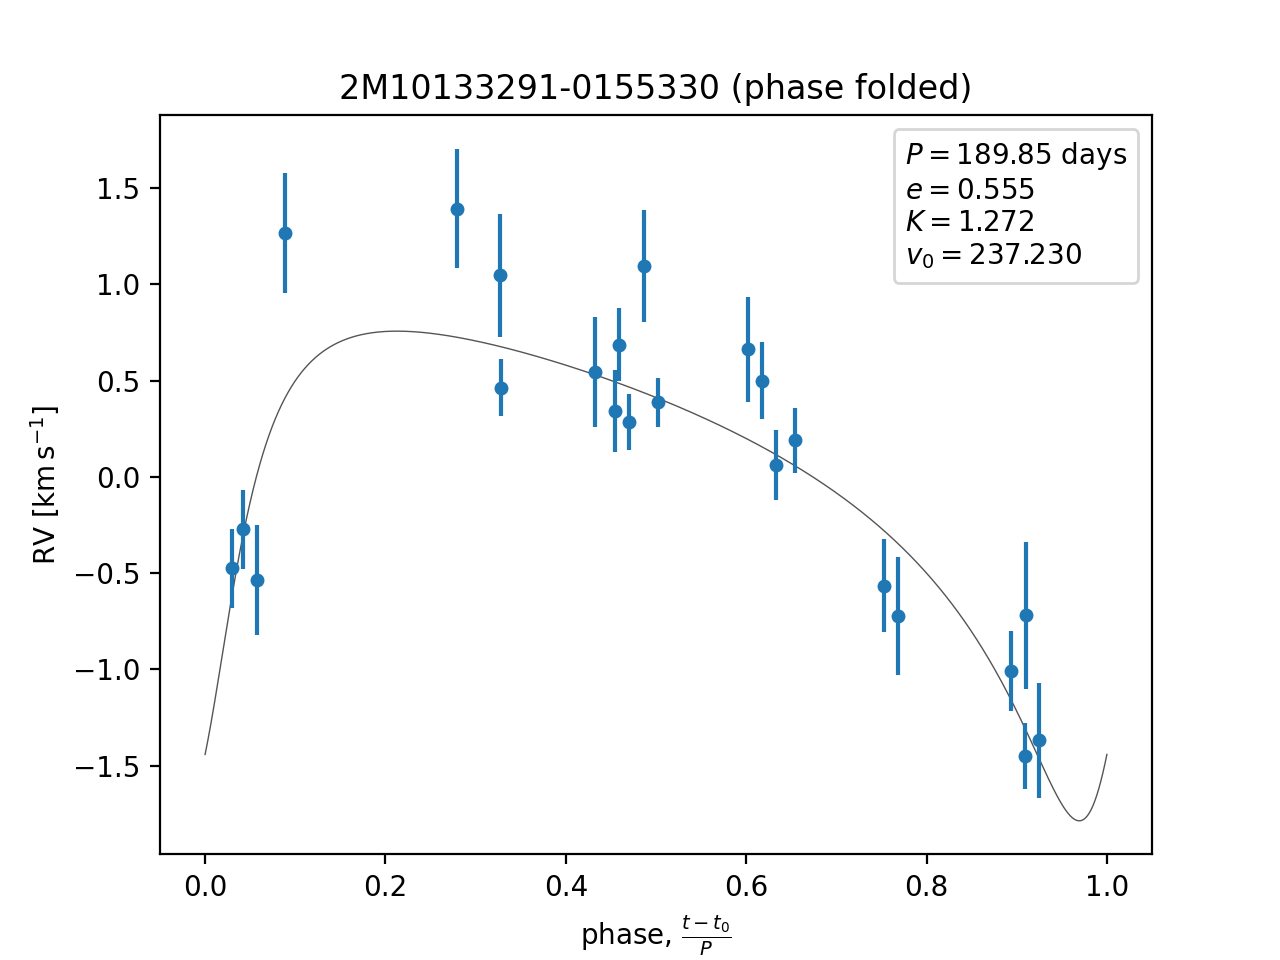 2M10133291-0155330 (phase folded)
P = 189.85 days
e = 0.555
K = 1.272
v₀ = 237.230
RV [km s⁻¹]
1.5
1.0
0.5
0.0
−0.5
−1.0
−1.5
0.0 0.2 0.4 0.6 0.8 1.0
phase, (t − t₀)/P